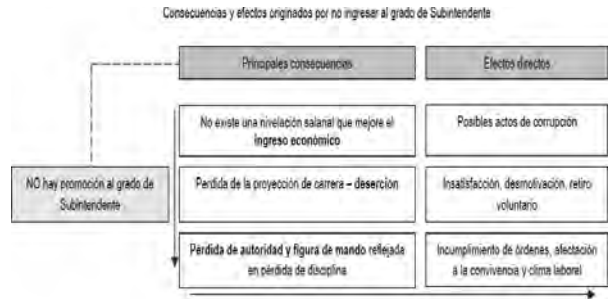 Consecuencias y efectos originados por no ingresar al grado de Subintendente
Principales consecuencias
Efectos directos
No existe una nivelación salarial que mejore el
ingreso económico
Posibles actos de corrupción
NO hay promoción al grado de
Subintendente
Perdida de la proyección de carrera – deserción
Insatisfacción, desmotivación, retiro
voluntario
Pérdida de autoridad y figura de mando reflejada
en pérdida de disciplina
Incumplimiento de órdenes, afectación
a la convivencia y clima laboral